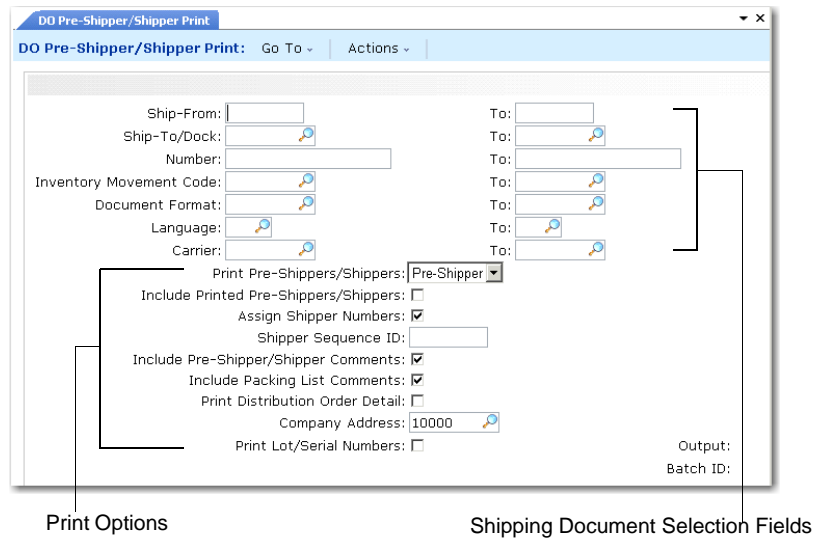 DO Pre-Shipper/Shipper Print
DO Pre-Shipper/Shipper Print: Go To Actions
Ship-From: To:
Ship-To/Dock: To:
Number: To:
Inventory Movement Code: To:
Document Format: To:
Language: To:
Carrier: To:
Print Pre-Shippers/Shippers: Pre-Shipper
Include Printed Pre-Shippers/Shippers:
Assign Shipper Numbers:
Shipper Sequence ID:
Include Pre-Shipper/Shipper Comments:
Include Packing List Comments:
Print Distribution Order Detail:
Company Address: 10000
Print Lot/Serial Numbers: Output:
Batch ID:
Print Options
Shipping Document Selection Fields